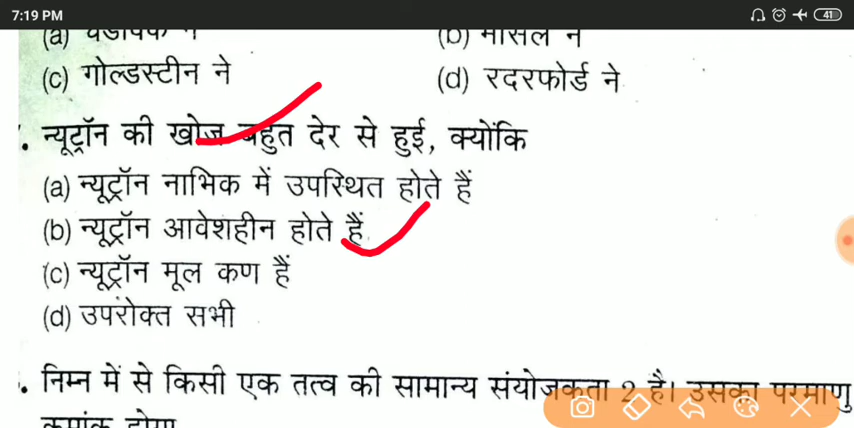 7:19 PM
41
(a) ने (b) ने
(c) गोल्डस्टीन ने (d) रदरफोर्ड ने
. न्यूट्रॉन की खोज बहुत देर से हुई, क्योंकि
(a) न्यूट्रॉन नाभिक में उपस्थित होते हैं
(b) न्यूट्रॉन आवेशहीन होते हैं
(c) न्यूट्रॉन मूल कण हैं
(d) उपरोक्त सभी
. निम्न में से किसी एक तत्व की सामान्य संयोजकता 2 है। उसका परमाणु